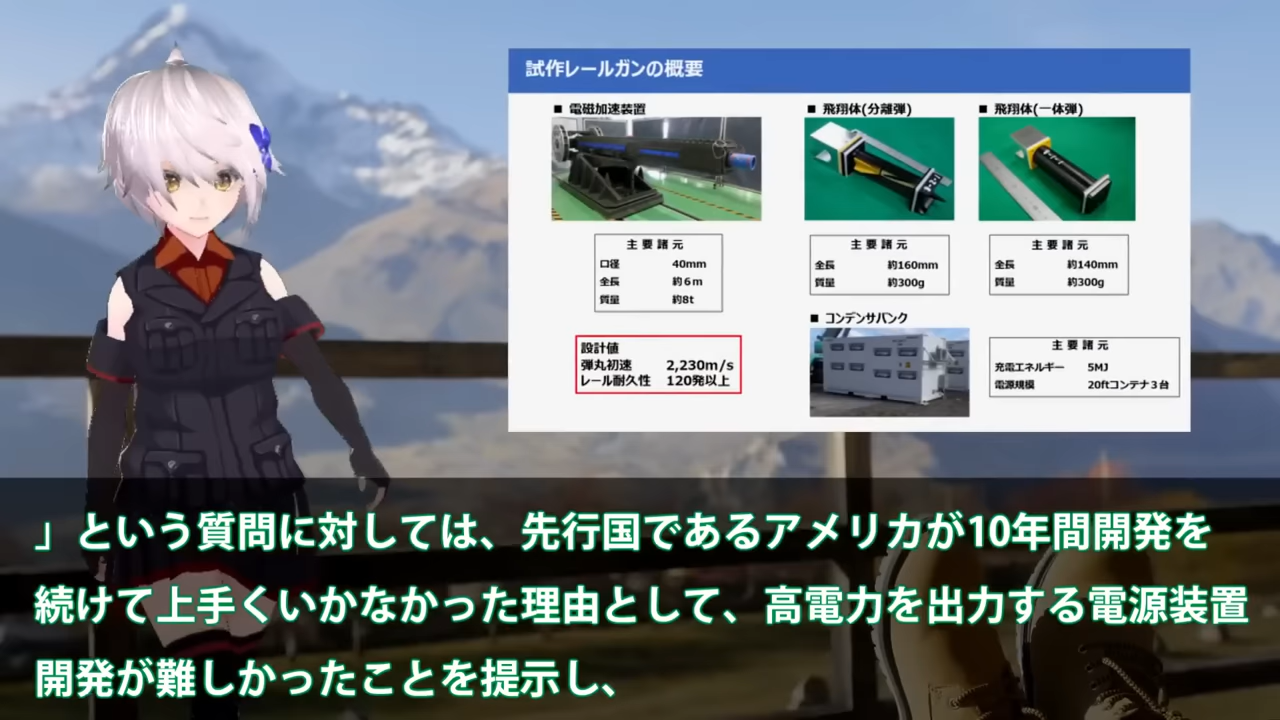 試作レールガンの概要
■ 電磁加速装置
■ 飛翔体(分離弾)
■ 飛翔体(一体弾)
主要諸元
口径 40mm
全長 約6m
質量 約8t
主要諸元
全長 約160mm
質量 約300g
主要諸元
全長 約140mm
質量 約300g
設計値
弾丸初速 2,230m/s
レール耐久性 120発以上
■ コンデンサバンク
主要諸元
充電エネルギー 5MJ
電源規模 20ftコンテナ3台
」という質問に対しては、先行国であるアメリカが10年間開発を
続けて上手くいかなかった理由として、高電力を出力する電源装置
開発が難しかったことを提示し、